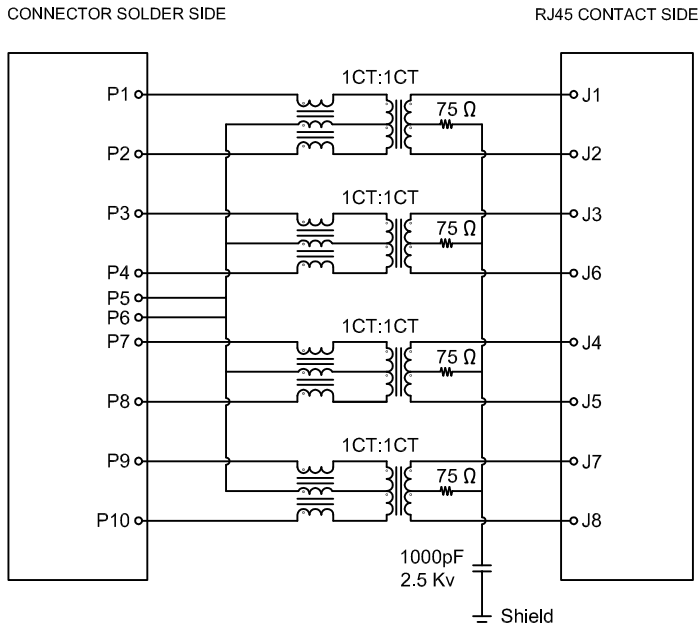 CONNECTOR SOLDER SIDE
RJ45 CONTACT SIDE
1CT:1CT
P1
75 Ω
J1
P2
J2
1CT:1CT
P3
75 Ω
J3
P4
J6
P5
P6
1CT:1CT
P7
75 Ω
J4
P8
J5
1CT:1CT
P9
75 Ω
J7
P10
J8
1000pF
2.5 Kv
Shield